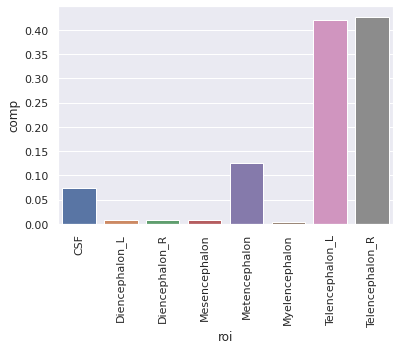 0.40
0.35
0.30
0.25
0.20
0.15
0.10
0.05
0.00
comp
CSF
Diencephalon_L
Diencephalon_R
Mesencephalon
Metencephalon
Myelencephalon
Telencephalon_L
Telencephalon_R
roi